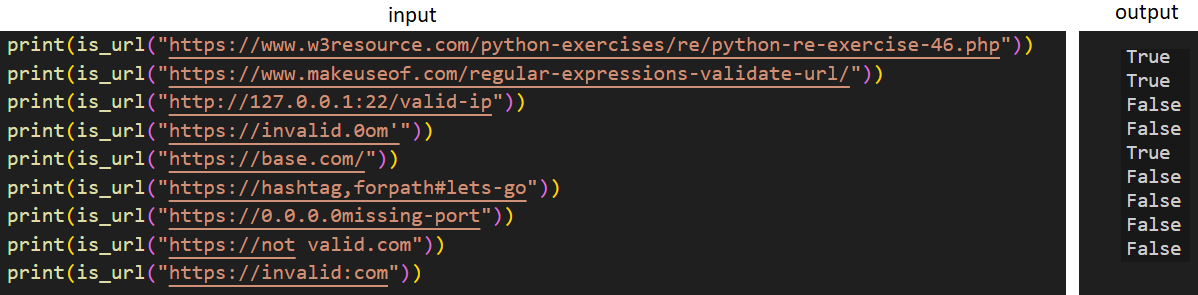 input
output
print(is_url("https://www.w3resource.com/python-exercises/re/python-re-exercise-46.php"))
print(is_url("https://www.makeuseof.com/regular-expressions-validate-url/"))
print(is_url("http://127.0.0.1:22/valid-ip"))
print(is_url("https://invalid.0om'"))
print(is_url("https://base.com/"))
print(is_url("https://hashtag,forpath#lets-go"))
print(is_url("https://0.0.0.0missing-port"))
print(is_url("https://not valid.com"))
print(is_url("https://invalid:com"))
True
True
False
False
True
False
False
False
False